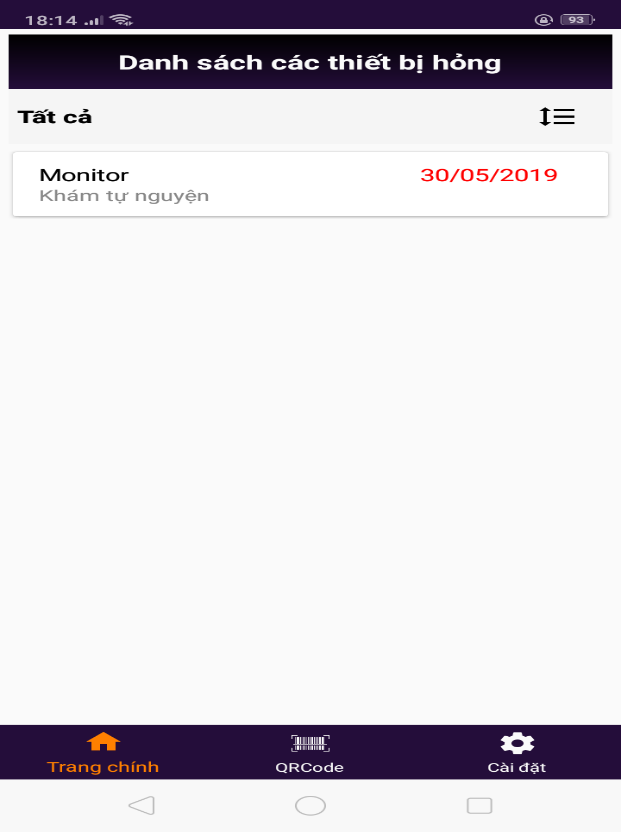 18:14 93
Danh sách các thiết bị hỏng
Tất cả
Monitor 30/05/2019
Khám tự nguyện
Trang chính QRCode Cài đặt